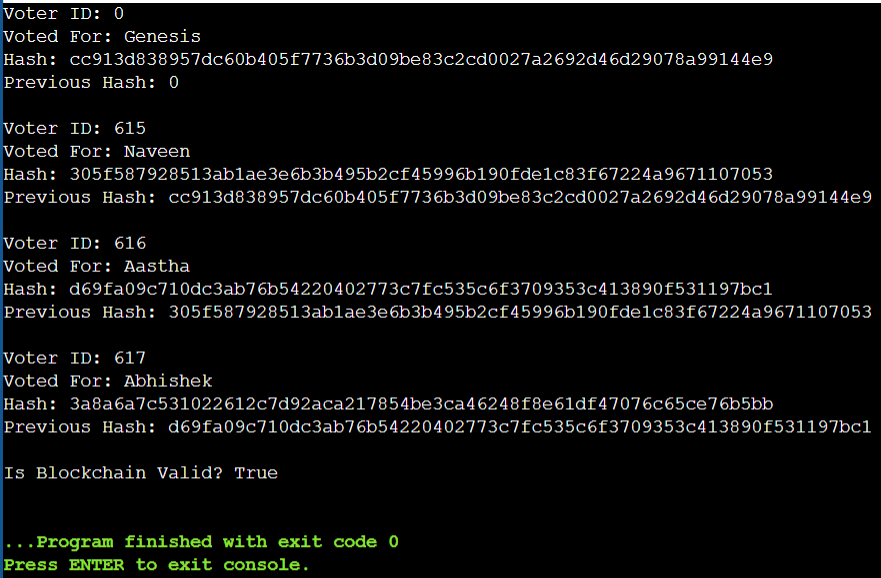 Voter ID: 0
Voted For: Genesis
Hash: cc913d838957dc60b405f7736b3d09be83c2cd0027a2692d46d29078a99144e9
Previous Hash: 0
Voter ID: 615
Voted For: Naveen
Hash: 305f587928513ab1ae3e6b3b495b2cf45996b190fde1c83f67224a9671107053
Previous Hash: cc913d838957dc60b405f7736b3d09be83c2cd0027a2692d46d29078a99144e9
Voter ID: 616
Voted For: Aastha
Hash: d69fa09c710dc3ab76b54220402773c7fc535c6f3709353c413890f531197bc1
Previous Hash: 305f587928513ab1ae3e6b3b495b2cf45996b190fde1c83f67224a9671107053
Voter ID: 617
Voted For: Abhishek
Hash: 3a8a6a7c531022612c7d92aca217854be3ca46248f8e61df47076c65ce76b5bb
Previous Hash: d69fa09c710dc3ab76b54220402773c7fc535c6f3709353c413890f531197bc1
Is Blockchain Valid? True
...Program finished with exit code 0
Press ENTER to exit console.